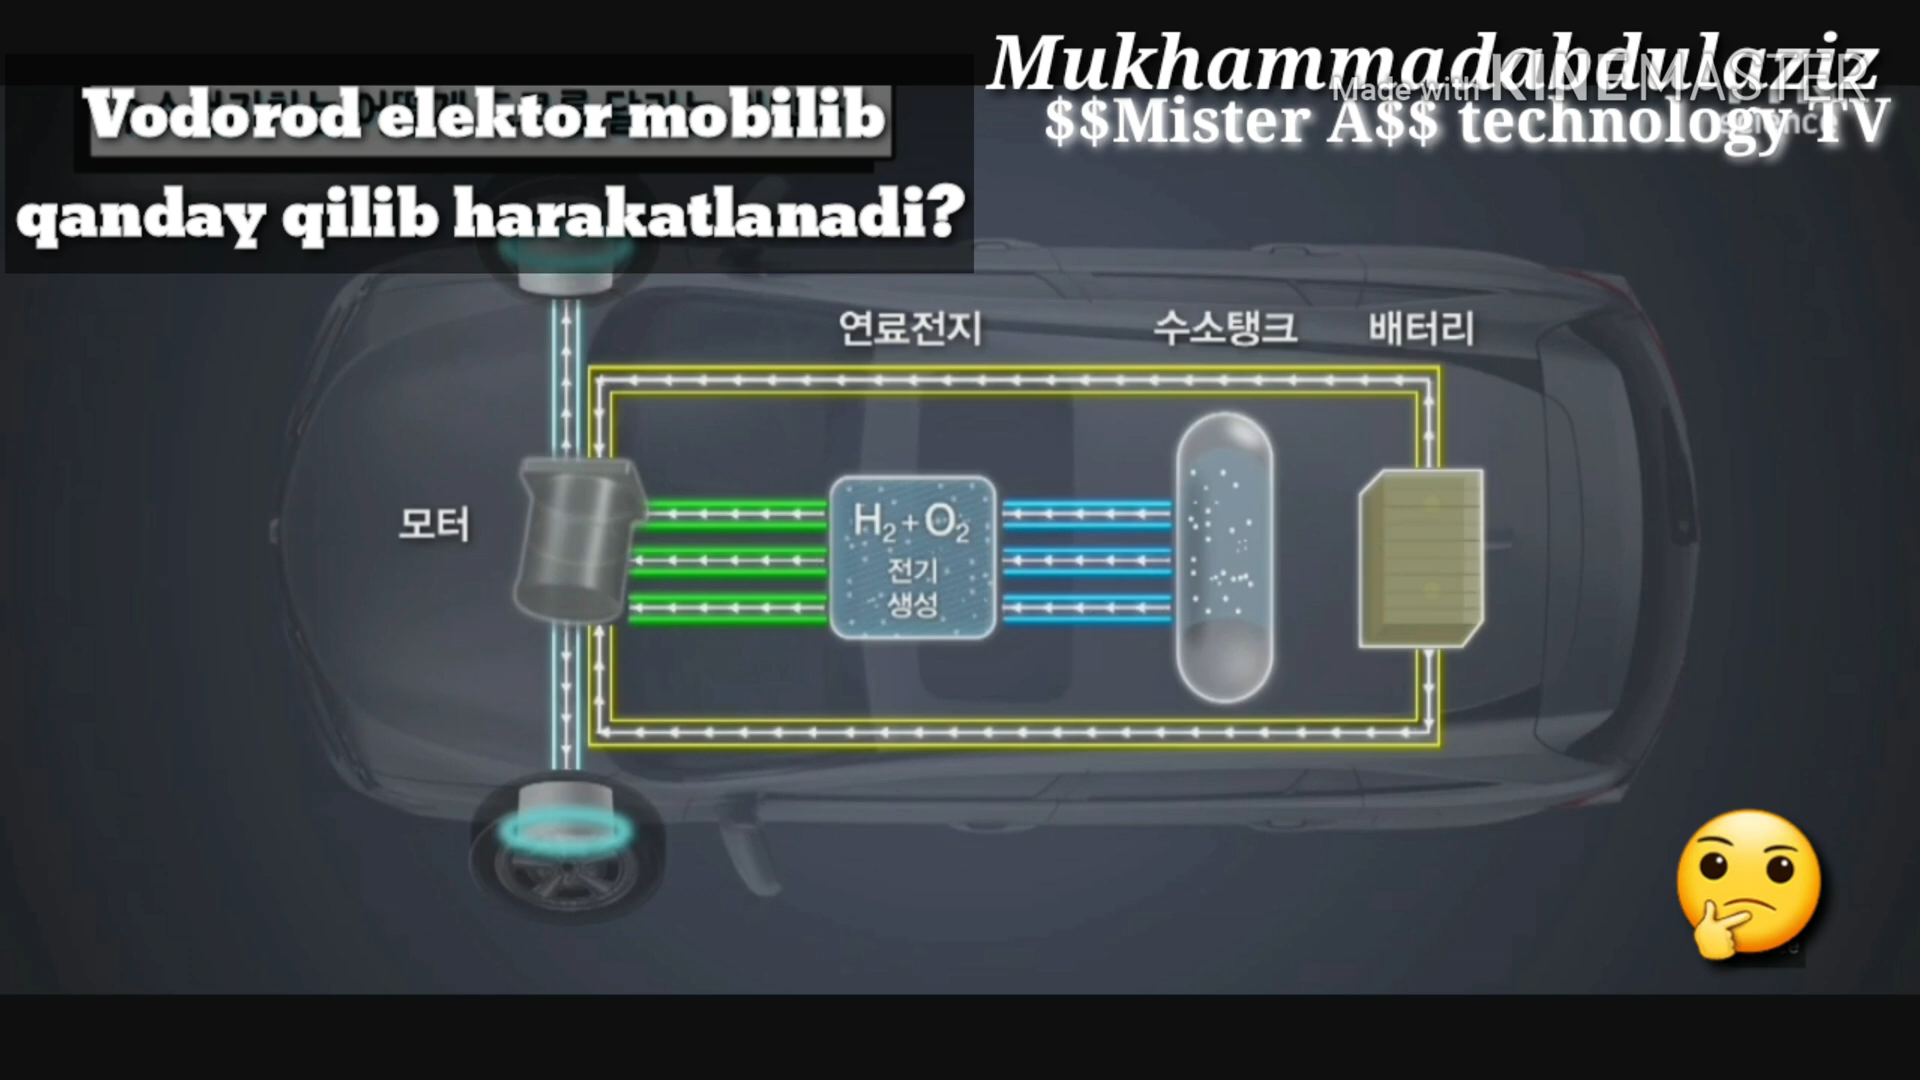 Vodorod elektor mobilib
qanday qilib harakatlanadi?
Mukhammadabdulaziz
Made with KINEMASTER
$$Mister A$$ technology TV
science
연료전지
수소탱크
배터리
모터
H₂+O₂
전기
생성